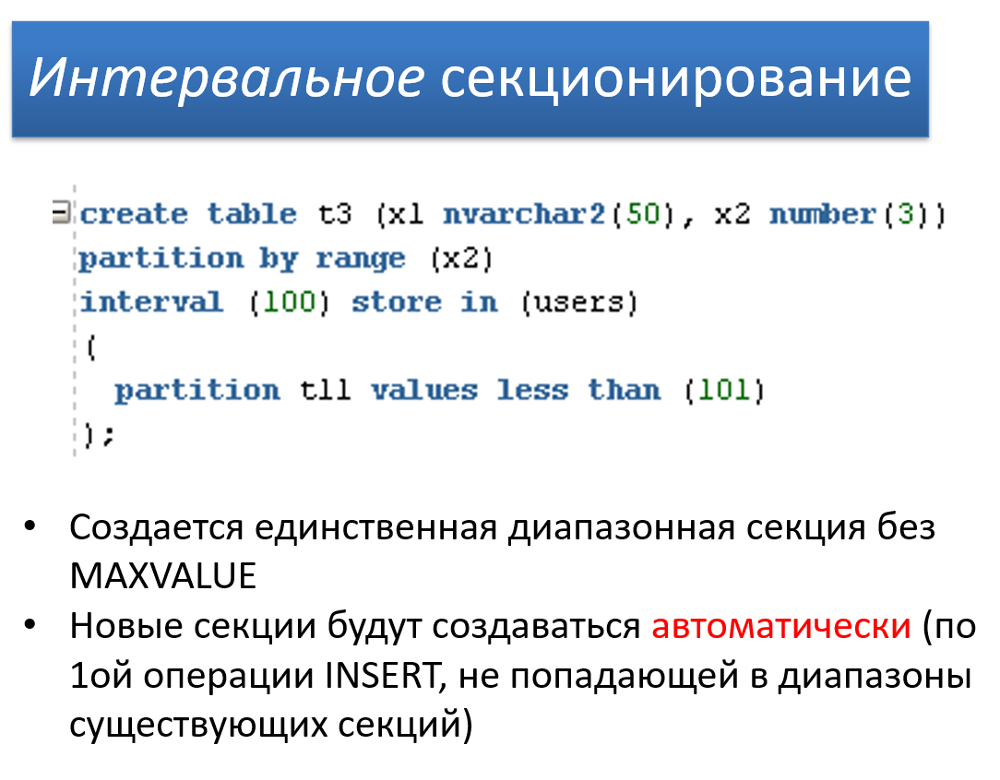 Интервальное секционирование
create table t3 (x1 nvarchar2(50), x2 number(3))
partition by range (x2)
interval (100) store in (users)
(
partition t11 values less than (101)
);
• Создается единственная диапазонная секция без
MAXVALUE
• Новые секции будут создаваться автоматически (по
1ой операции INSERT, не попадающей в диапазоны
существующих секций)